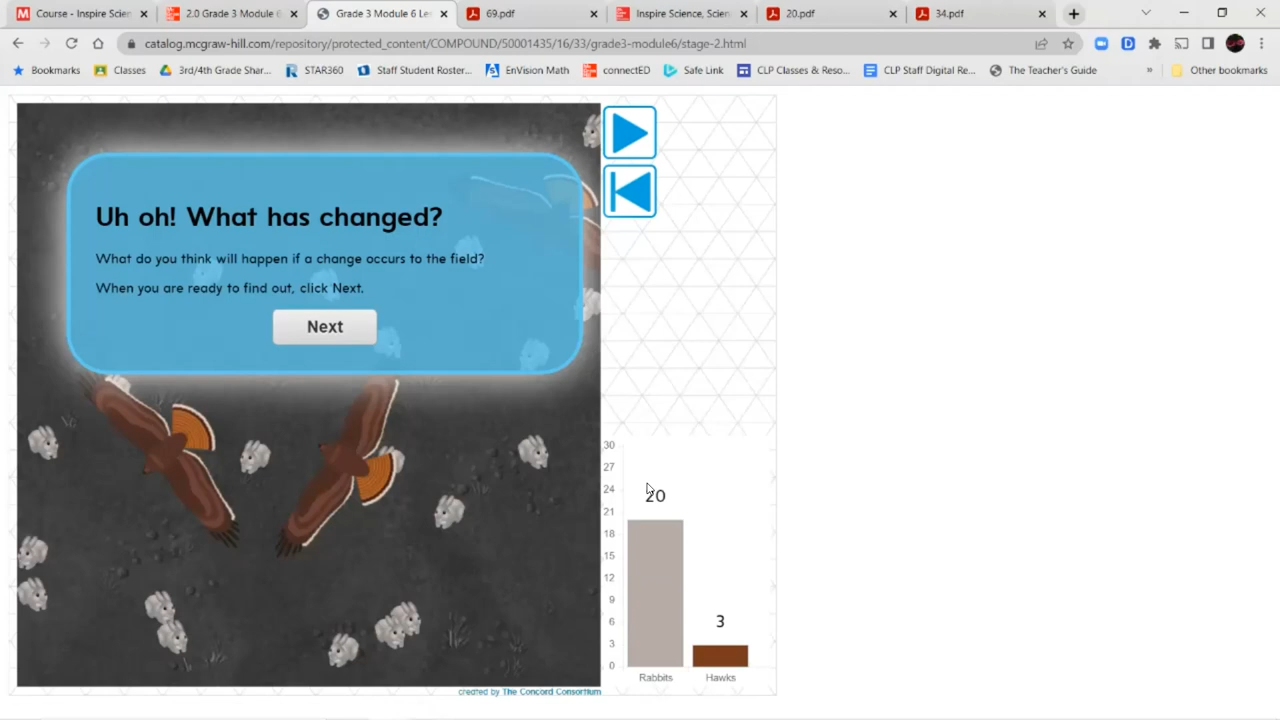 Course - Inspire Science
2.0 Grade 3 Module 6
Grade 3 Module 6 Le
69.pdf
Inspire Science, Scien
20.pdf
34.pdf
catalog.mcgraw-hill.com/repository/protected_content/COMPOUND/50001435/16/33/grade3-module6/stage-2.html
Bookmarks
Classes
3rd/4th Grade Shar...
STAR360
Staff Student Roster...
EnVision Math
connectED
Safe Link
CLP Classes & Reso...
CLP Staff Digital Re...
The Teacher's Guide
»
Other bookmarks
Uh oh! What has changed?
What do you think will happen if a change occurs to the field?
When you are ready to find out, click Next.
Next
30
27
24
21
18
15
12
9
6
3
0
20
3
Rabbits
Hawks
created by The Concord Consortium